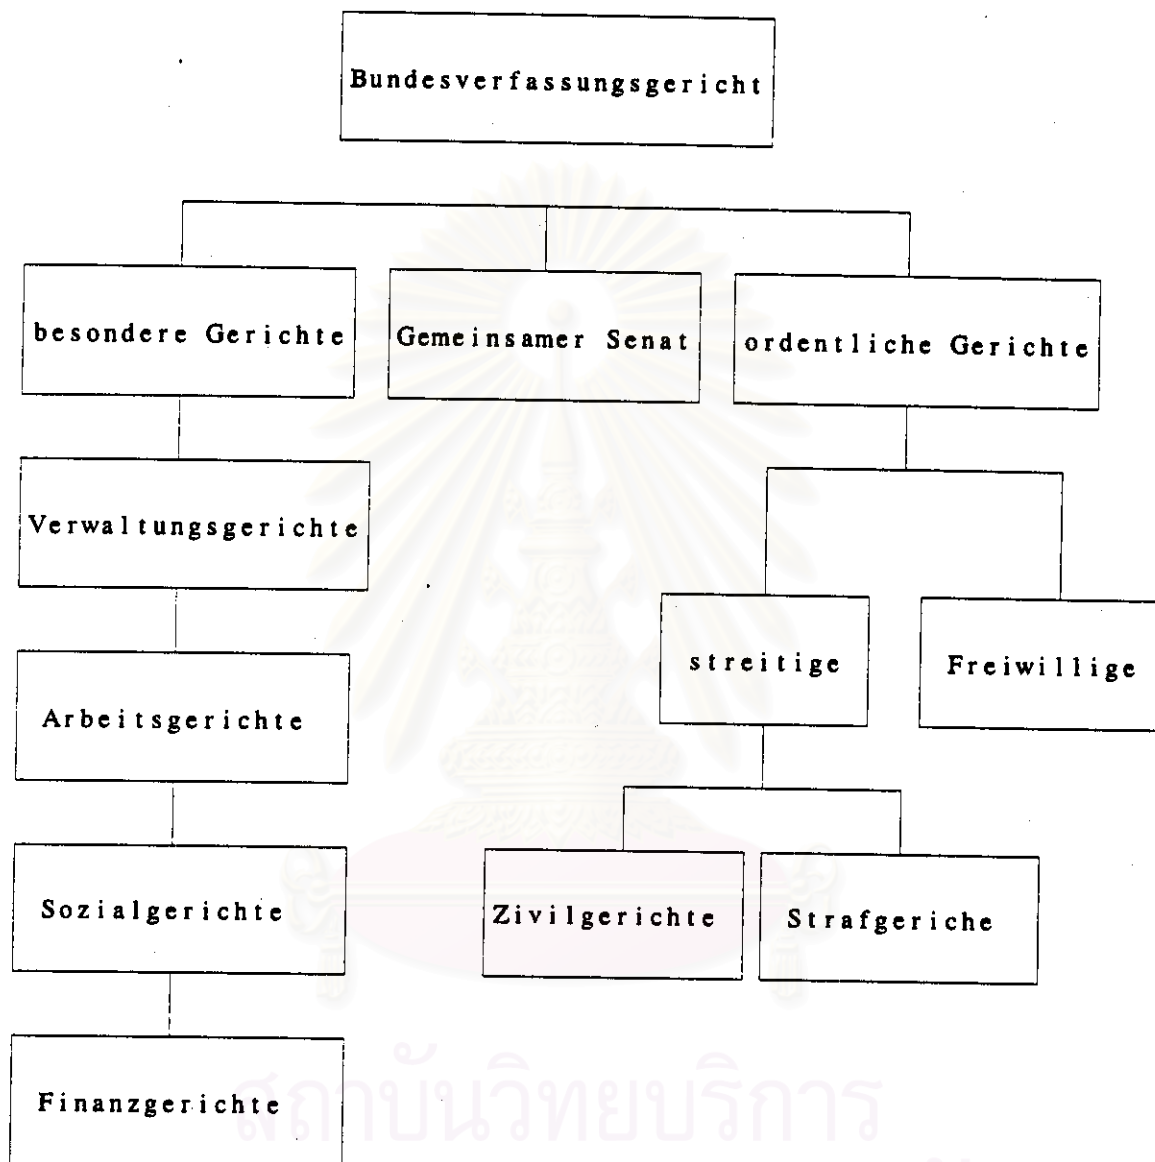 Bundesverfassungsgericht
besondere Gerichte
Gemeinsamer Senat
ordentliche Gerichte
Verwaltungsgerichte
streitige
Freiwillige
Arbeitsgerichte
Zivilgerichte
Strafgeriche
Sozialgerichte
Finanzgerichte
สถาบันวิทยบริการ